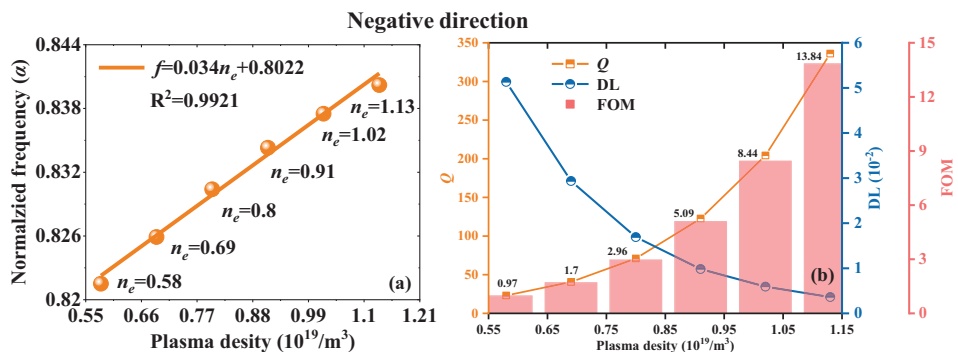 Negative direction
0.844
0.838
0.832
0.826
0.82
Normalzied frequency (α)
f=0.034nₑ+0.8022
R²=0.9921
nₑ=1.13
nₑ=1.02
nₑ=0.91
nₑ=0.8
nₑ=0.69
nₑ=0.58
(a)
0.55 0.66 0.77 0.88 0.99 1.1 1.21
Plasma desity (10¹⁹/m³)
350
300
250
200
150
100
50
0
Q
Q
DL
FOM
0.97
1.7
2.96
5.09
8.44
13.84
(b)
0.55 0.65 0.75 0.85 0.95 1.05 1.15
Plasma desity (10¹⁹/m³)
6
5
4
3
2
1
0
DL (10⁻²)
15
12
9
6
3
0
FOM